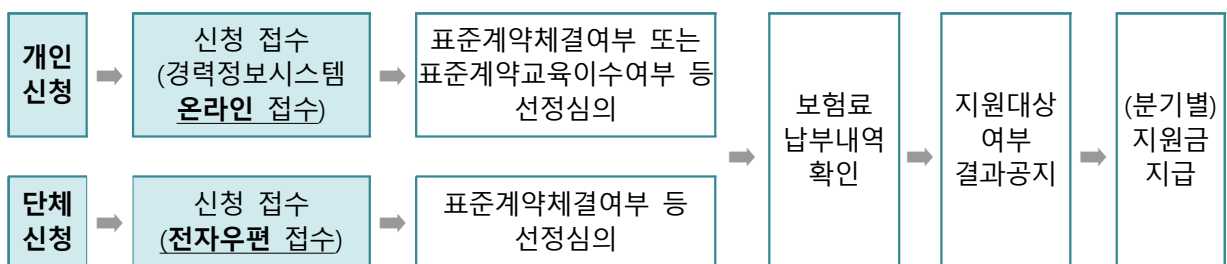 개인
신청
신청 접수
(경력정보시스템
온라인 접수)
표준계약체결여부 또는
표준계약교육이수여부 등
선정심의
단체
신청
신청 접수
(전자우편 접수)
표준계약체결여부 등
선정심의
보험료
납부내역
확인
지원대상
여부
결과공지
(분기별)
지원금
지급